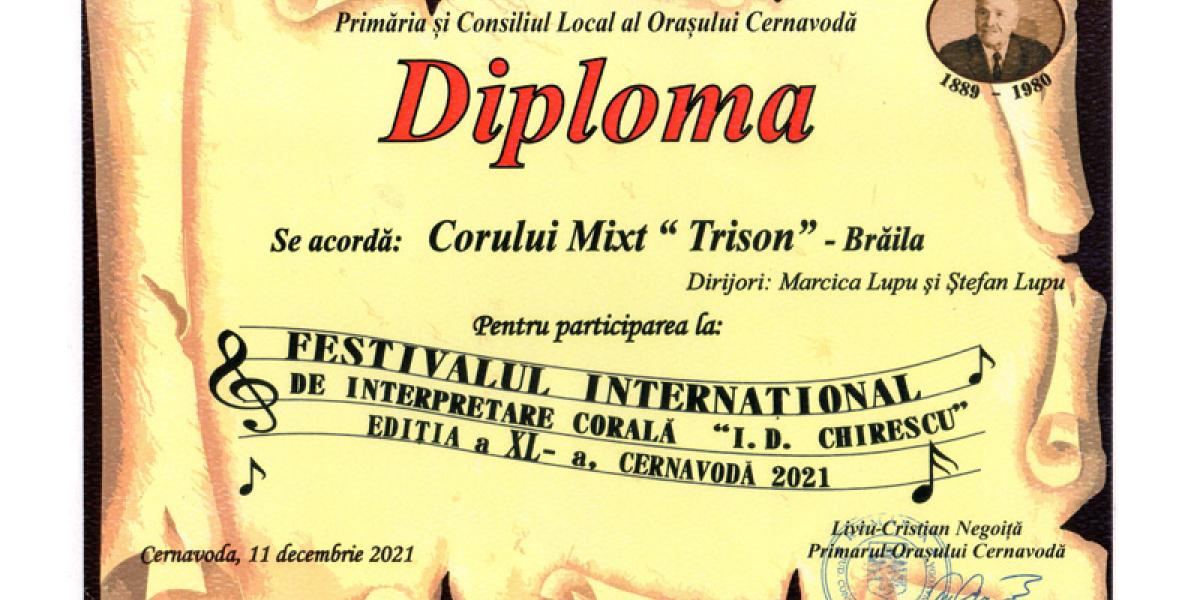 Primăria și Consiliul Local al Orașului Cernavodă
1889 - 1980
Diploma
Se acordă: Corului Mixt “ Trison” - Brăila
Dirijori: Marcica Lupu și Ștefan Lupu
Pentru participarea la:
FESTIVALUL INTERNAȚIONAL
DE INTERPRETARE CORALĂ “I. D. CHIRESCU”
EDITIA a XL- a, CERNAVODĂ 2021
Liviu-Cristian Negoiță
Cernavoda, 11 decembrie 2021
Primarul Orașului Cernavodă